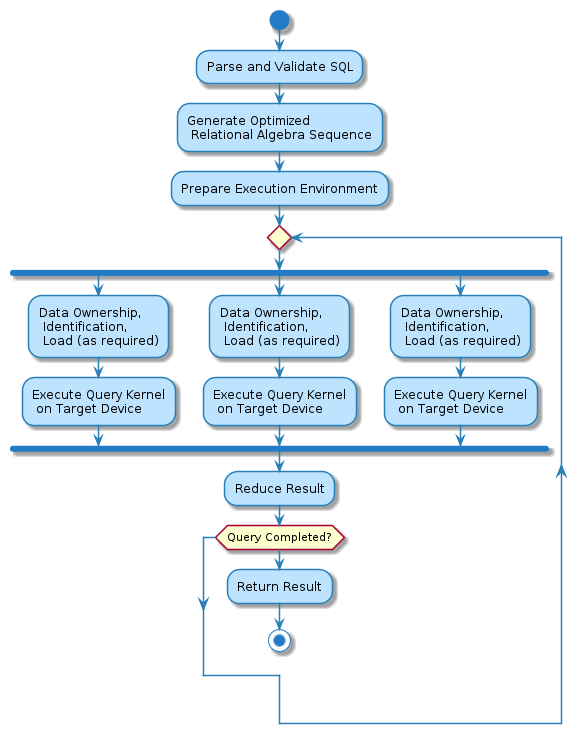 Parse and Validate SQL
Generate Optimized
Relational Algebra Sequence
Prepare Execution Environment
Data Ownership,
Identification,
Load (as required)
Data Ownership,
Identification,
Load (as required)
Data Ownership,
Identification,
Load (as required)
Execute Query Kernel
on Target Device
Execute Query Kernel
on Target Device
Execute Query Kernel
on Target Device
Reduce Result
Query Completed?
Return Result